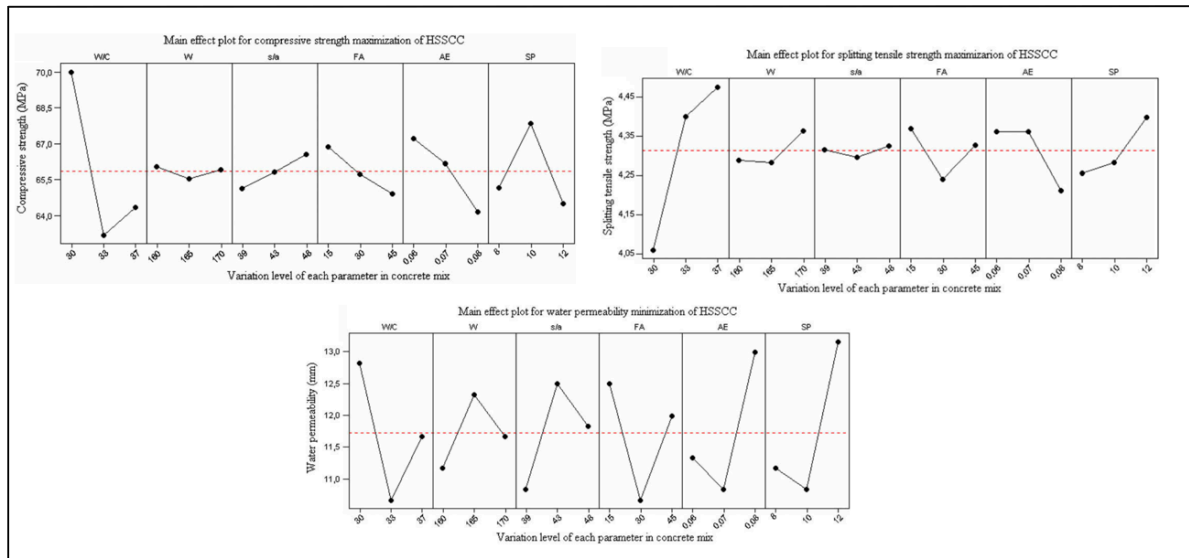 Main effect plot for compressive strength maximization of HSSCC
W/C W s/a FA AE SP
70,0
68,5
67,0
65,5
64,0
Compressive strength (MPa)
30 33 37 160 165 170 39 43 48 15 30 45 0,06 0,07 0,08 8 10 12
Variation level of each parameter in concrete mix
Main effect plot for splitting tensile strength maximizarion of HSSCC
W/C W s/a FA AE SP
4,45
4,35
4,25
4,15
4,05
Splitting tensile strength (MPa)
30 33 37 160 165 170 39 43 48 15 30 45 0,06 0,07 0,08 8 10 12
Variation level of each parameter in concrete mix
Main effect plot for water permeability minimization of HSSCC
W/C W s/a FA AE SP
13,0
12,5
12,0
11,5
11,0
Water permeability (mm)
30 33 37 160 165 170 39 43 48 15 30 45 0,06 0,07 0,08 8 10 12
Variation level of each parameter in concrete mix